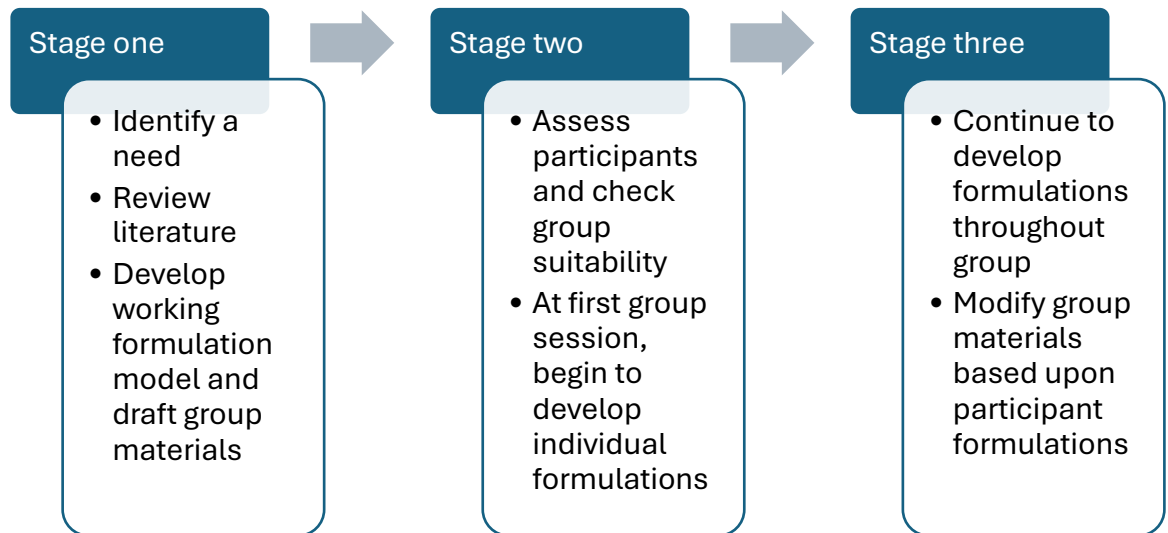 Stage one
• Identify a
need
• Review
literature
• Develop
working
formulation
model and
draft group
materials
Stage two
• Assess
participants
and check
group
suitability
• At first group
session,
begin to
develop
individual
formulations
Stage three
• Continue to
develop
formulations
throughout
group
• Modify group
materials
based upon
participant
formulations